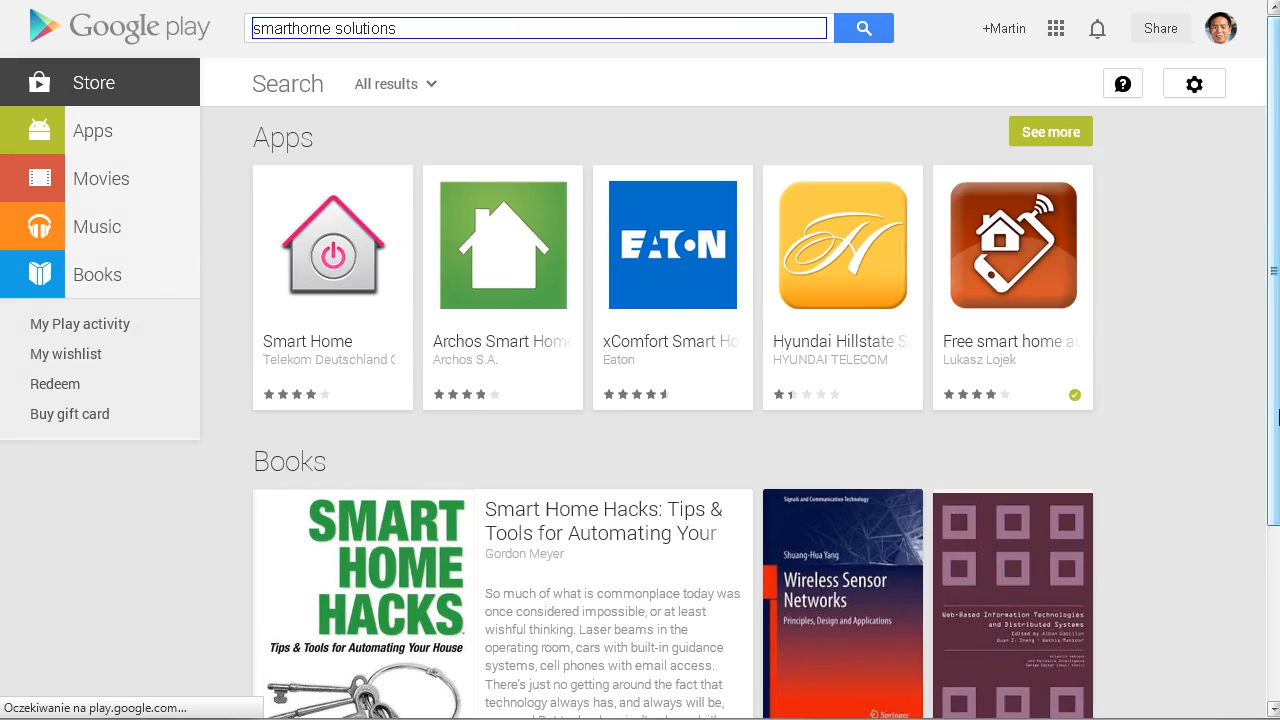 Google play
smarthome solutions
+Martin
Share
Store
Apps
Movies
Music
Books
My Play activity
My wishlist
Redeem
Buy gift card
Search
All results
Apps
See more
EATON
H
Smart Home
Telekom Deutschland G
Archos Smart Home
Archos S.A.
xComfort Smart Ho
Eaton
Hyundai Hillstate S
HYUNDAI TELECOM
Free smart home au
Lukasz Lojek
Books
SMART
HOME
HACKS
Smart Home Hacks: Tips &
Tools for Automating Your
Gordon Meyer
So much of what is commonplace today was
once considered impossible, or at least
wishful thinking. Laser beams in the
operating room, cars with built-in guidance
systems, cell phones with email access.
There's just no getting around the fact that
technology always has, and always will be,
Signals and Communication Technology
Shuang-Hua Yang
Wireless Sensor
Networks
Principles, Design and Applications
Springer
Web-Based Information Technologies
and Distributed Systems
Oczekiwanie na play.google.com...